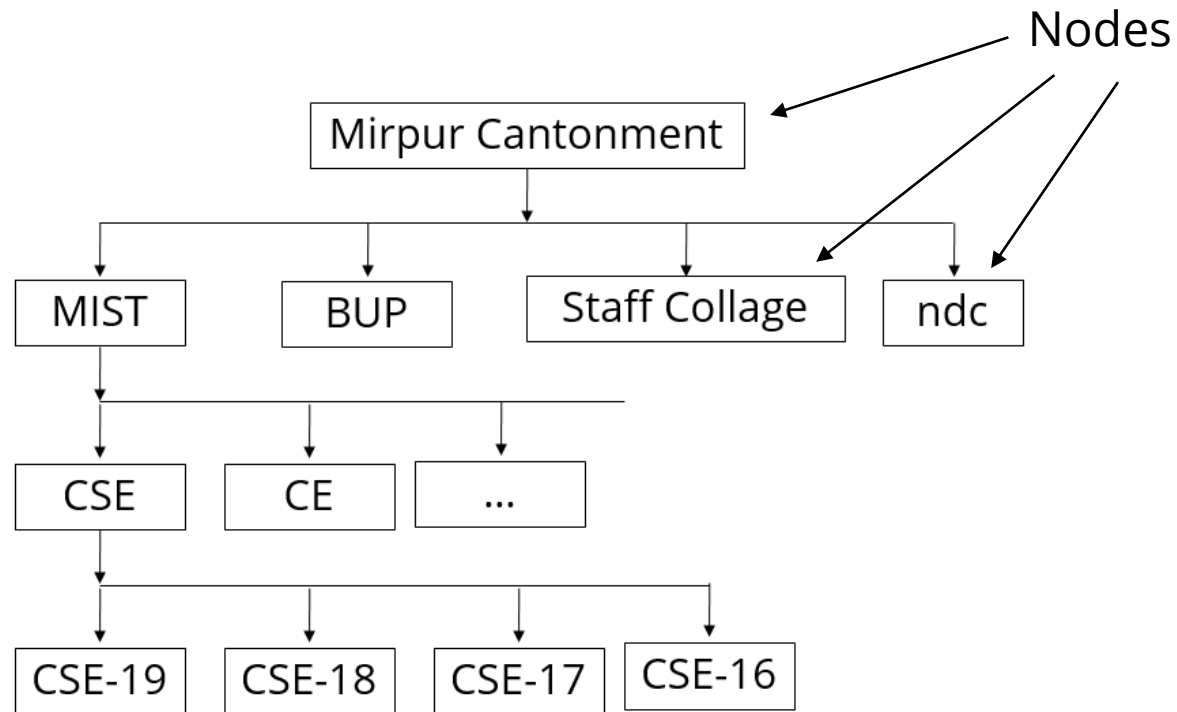 Nodes
Mirpur Cantonment
MIST
BUP
Staff Collage
ndc
CSE
CE
...
CSE-19
CSE-18
CSE-17
CSE-16